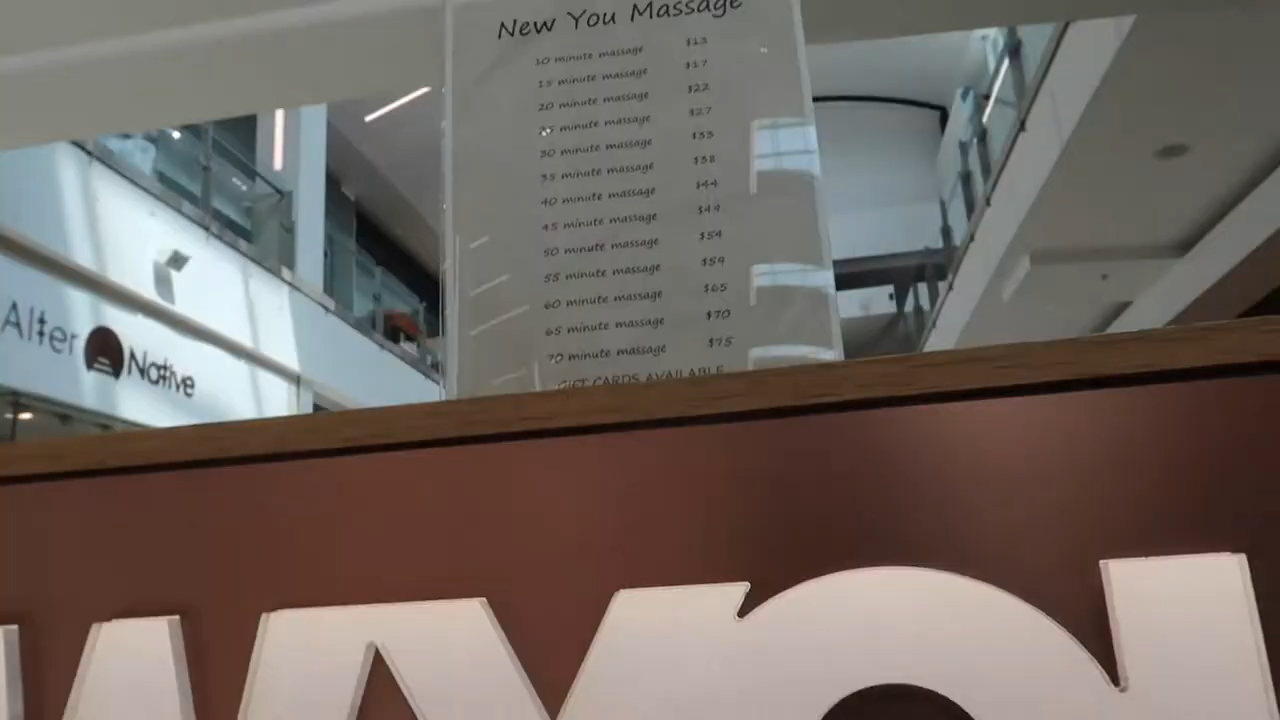 New You Massage
10 minute massage $13
15 minute massage $17
20 minute massage $22
25 minute massage $27
30 minute massage $33
35 minute massage $38
40 minute massage $44
45 minute massage $49
50 minute massage $54
55 minute massage $59
60 minute massage $65
65 minute massage $70
70 minute massage $75
GIFT CARDS AVAILABLE
Alter Native